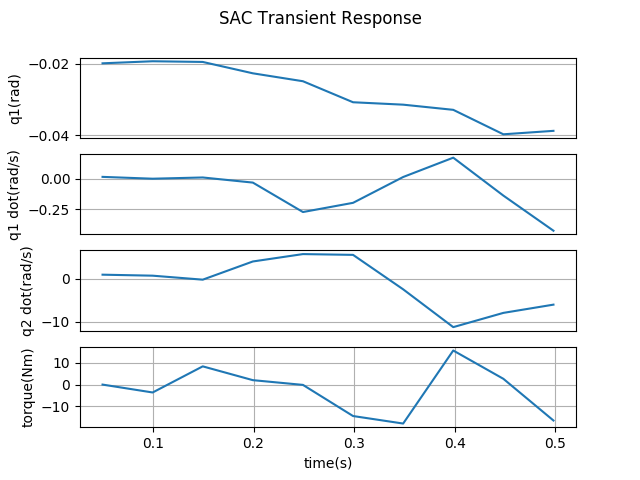 SAC Transient Response
q1(rad)
−0.02
−0.04
q1 dot(rad/s)
0.00
−0.25
q2 dot(rad/s)
0
−10
torque(Nm)
10
0
−10
0.1 0.2 0.3 0.4 0.5
time(s)